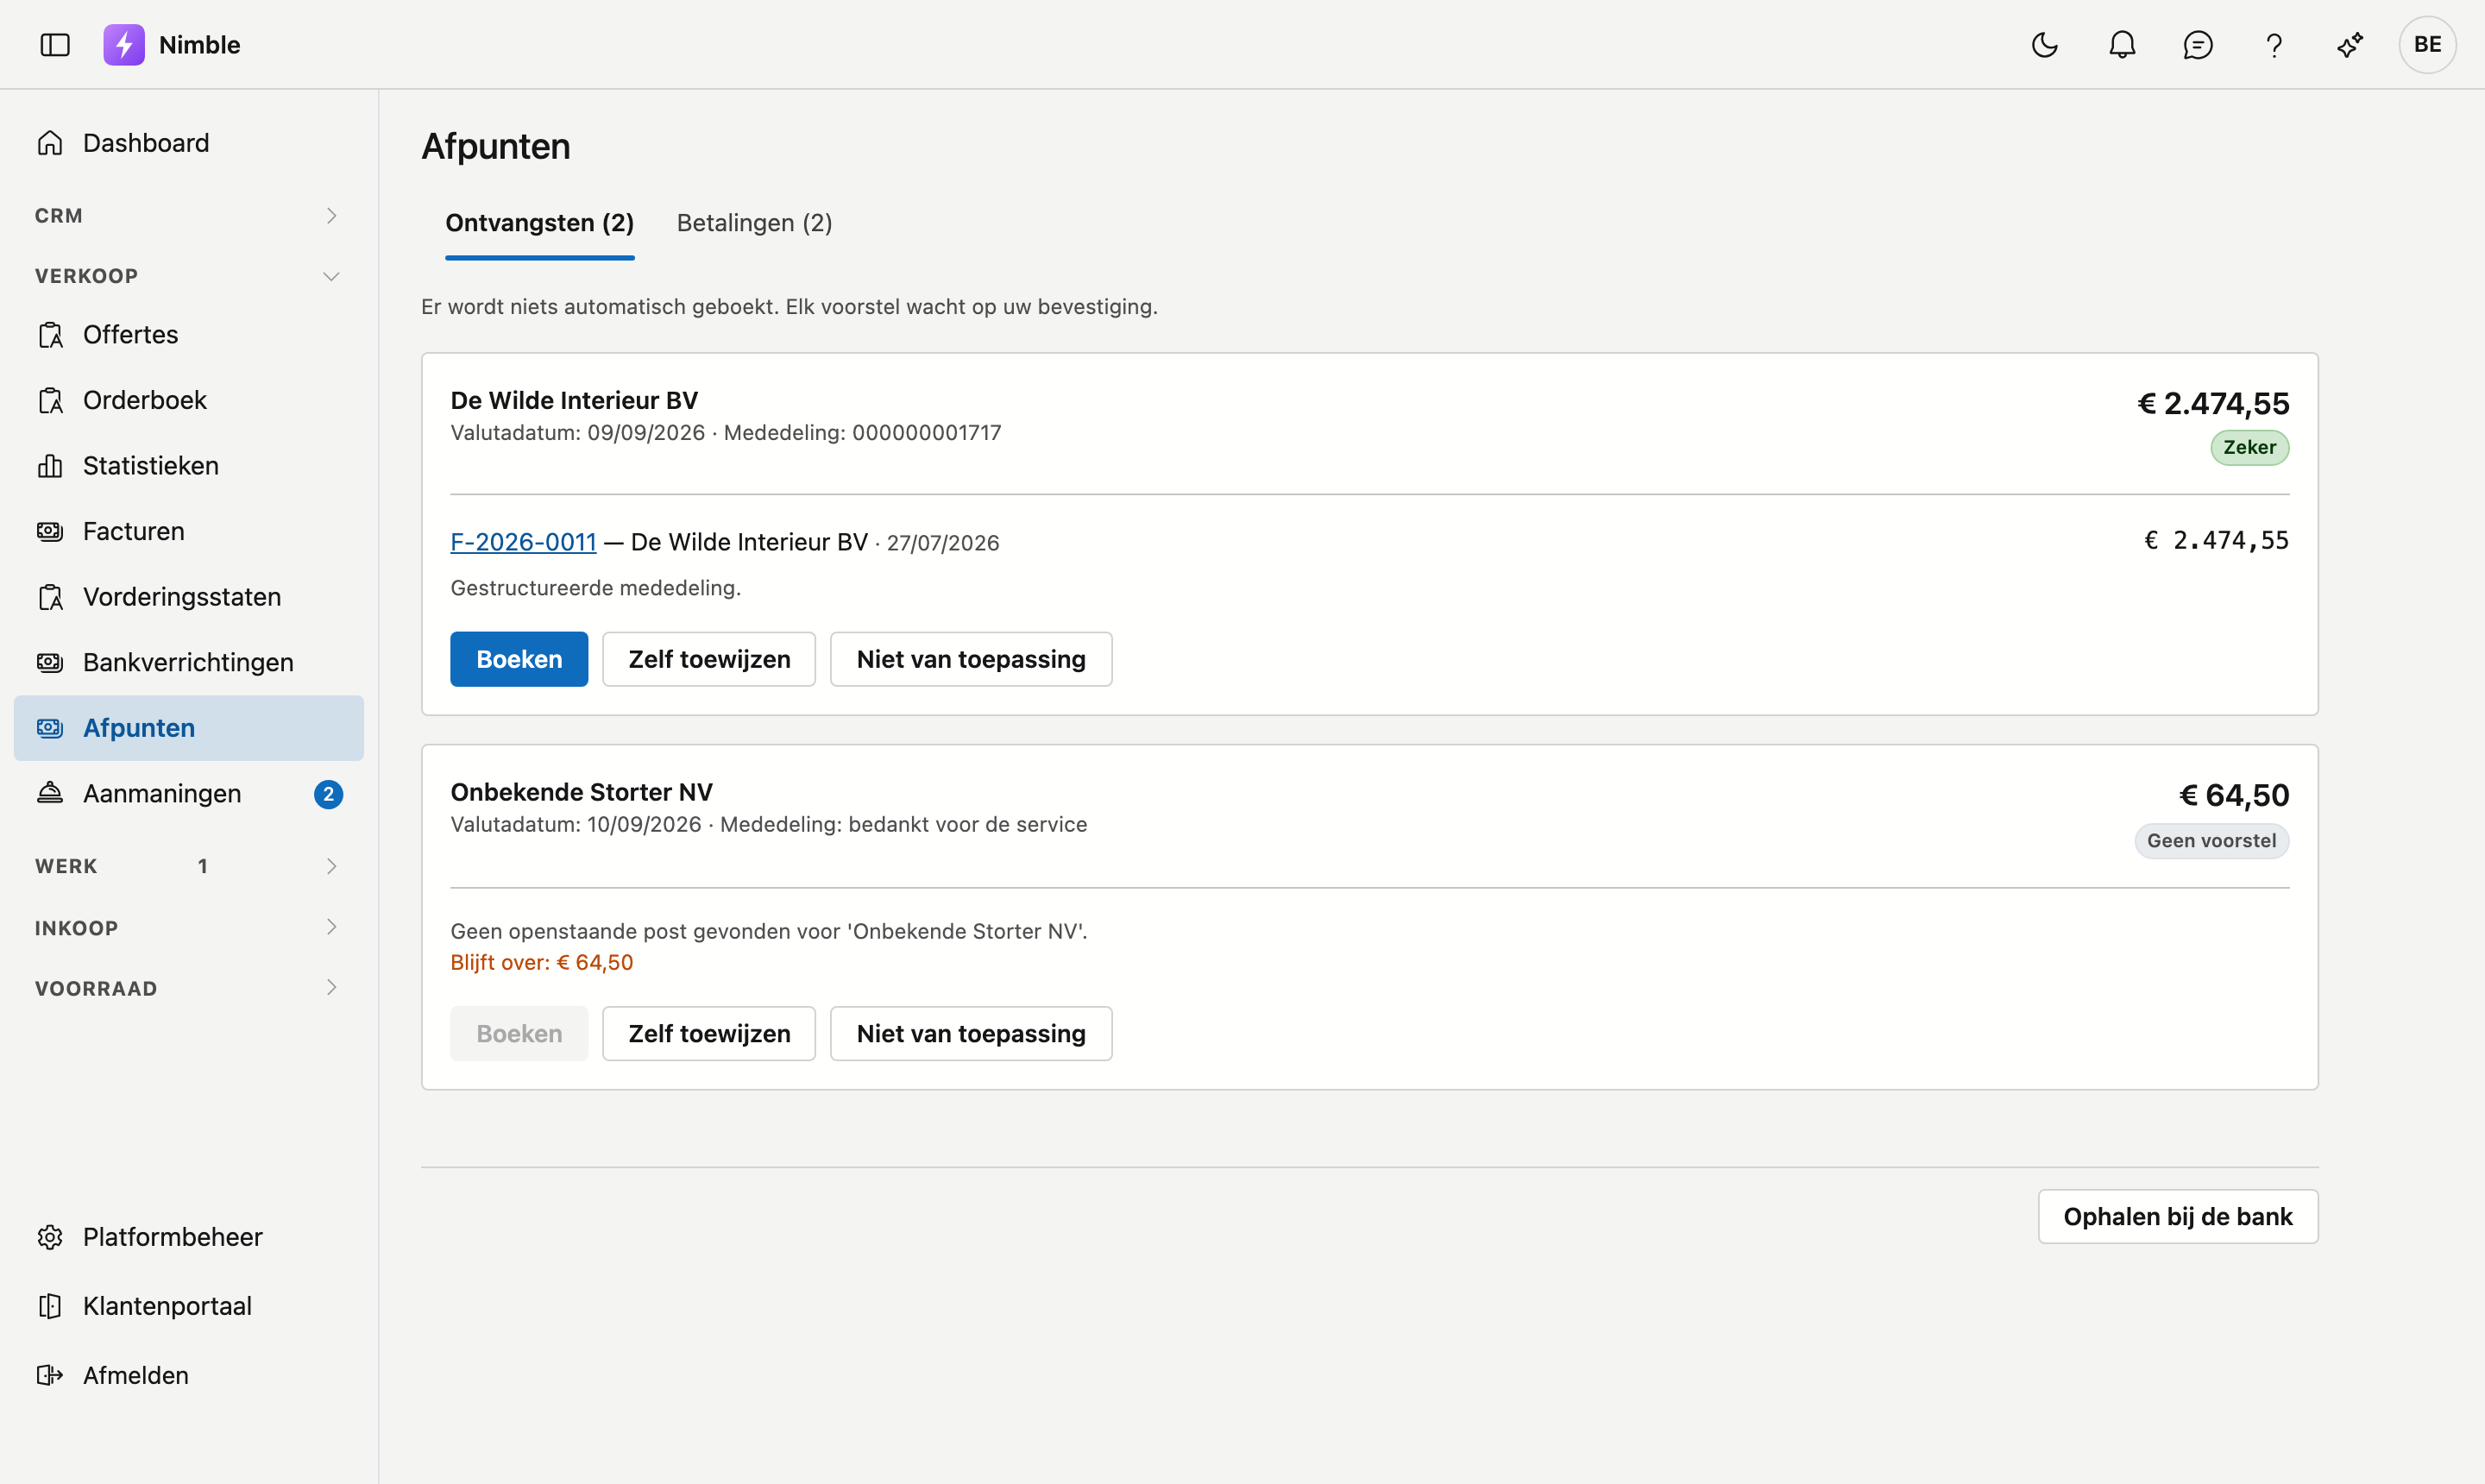 Nimble
BE
Dashboard
CRM
VERKOOP
Offertes
Orderboek
Statistieken
Facturen
Vorderingsstaten
Bankverrichtingen
Afpunten
Aanmaningen 2
WERK 1
INKOOP
VOORRAAD
Platformbeheer
Klantenportaal
Afmelden
Afpunten
Ontvangsten (2) Betalingen (2)
Er wordt niets automatisch geboekt. Elk voorstel wacht op uw bevestiging.
De Wilde Interieur BV € 2.474,55
Valutadatum: 09/09/2026 · Mededeling: 000000001717
Zeker
F-2026-0011 — De Wilde Interieur BV · 27/07/2026 € 2.474,55
Gestructureerde mededeling.
Boeken Zelf toewijzen Niet van toepassing
Onbekende Storter NV € 64,50
Valutadatum: 10/09/2026 · Mededeling: bedankt voor de service
Geen voorstel
Geen openstaande post gevonden voor 'Onbekende Storter NV'.
Blijft over: € 64,50
Boeken Zelf toewijzen Niet van toepassing
Ophalen bij de bank